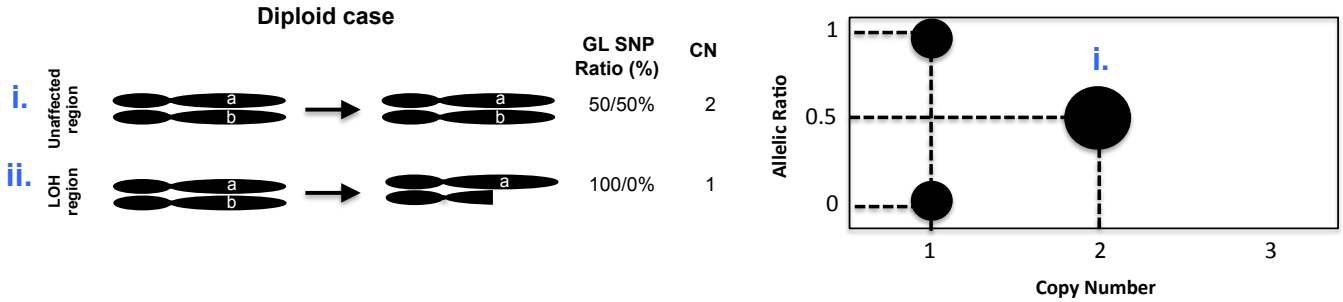 Diploid case
GL SNP
Ratio (%)
CN
i.
Unaffected
region
a
b
a
b
50/50%
2
ii.
LOH
region
a
b
a
100/0%
1
Allelic Ratio
1
0.5
0
i.
1
2
3
Copy Number